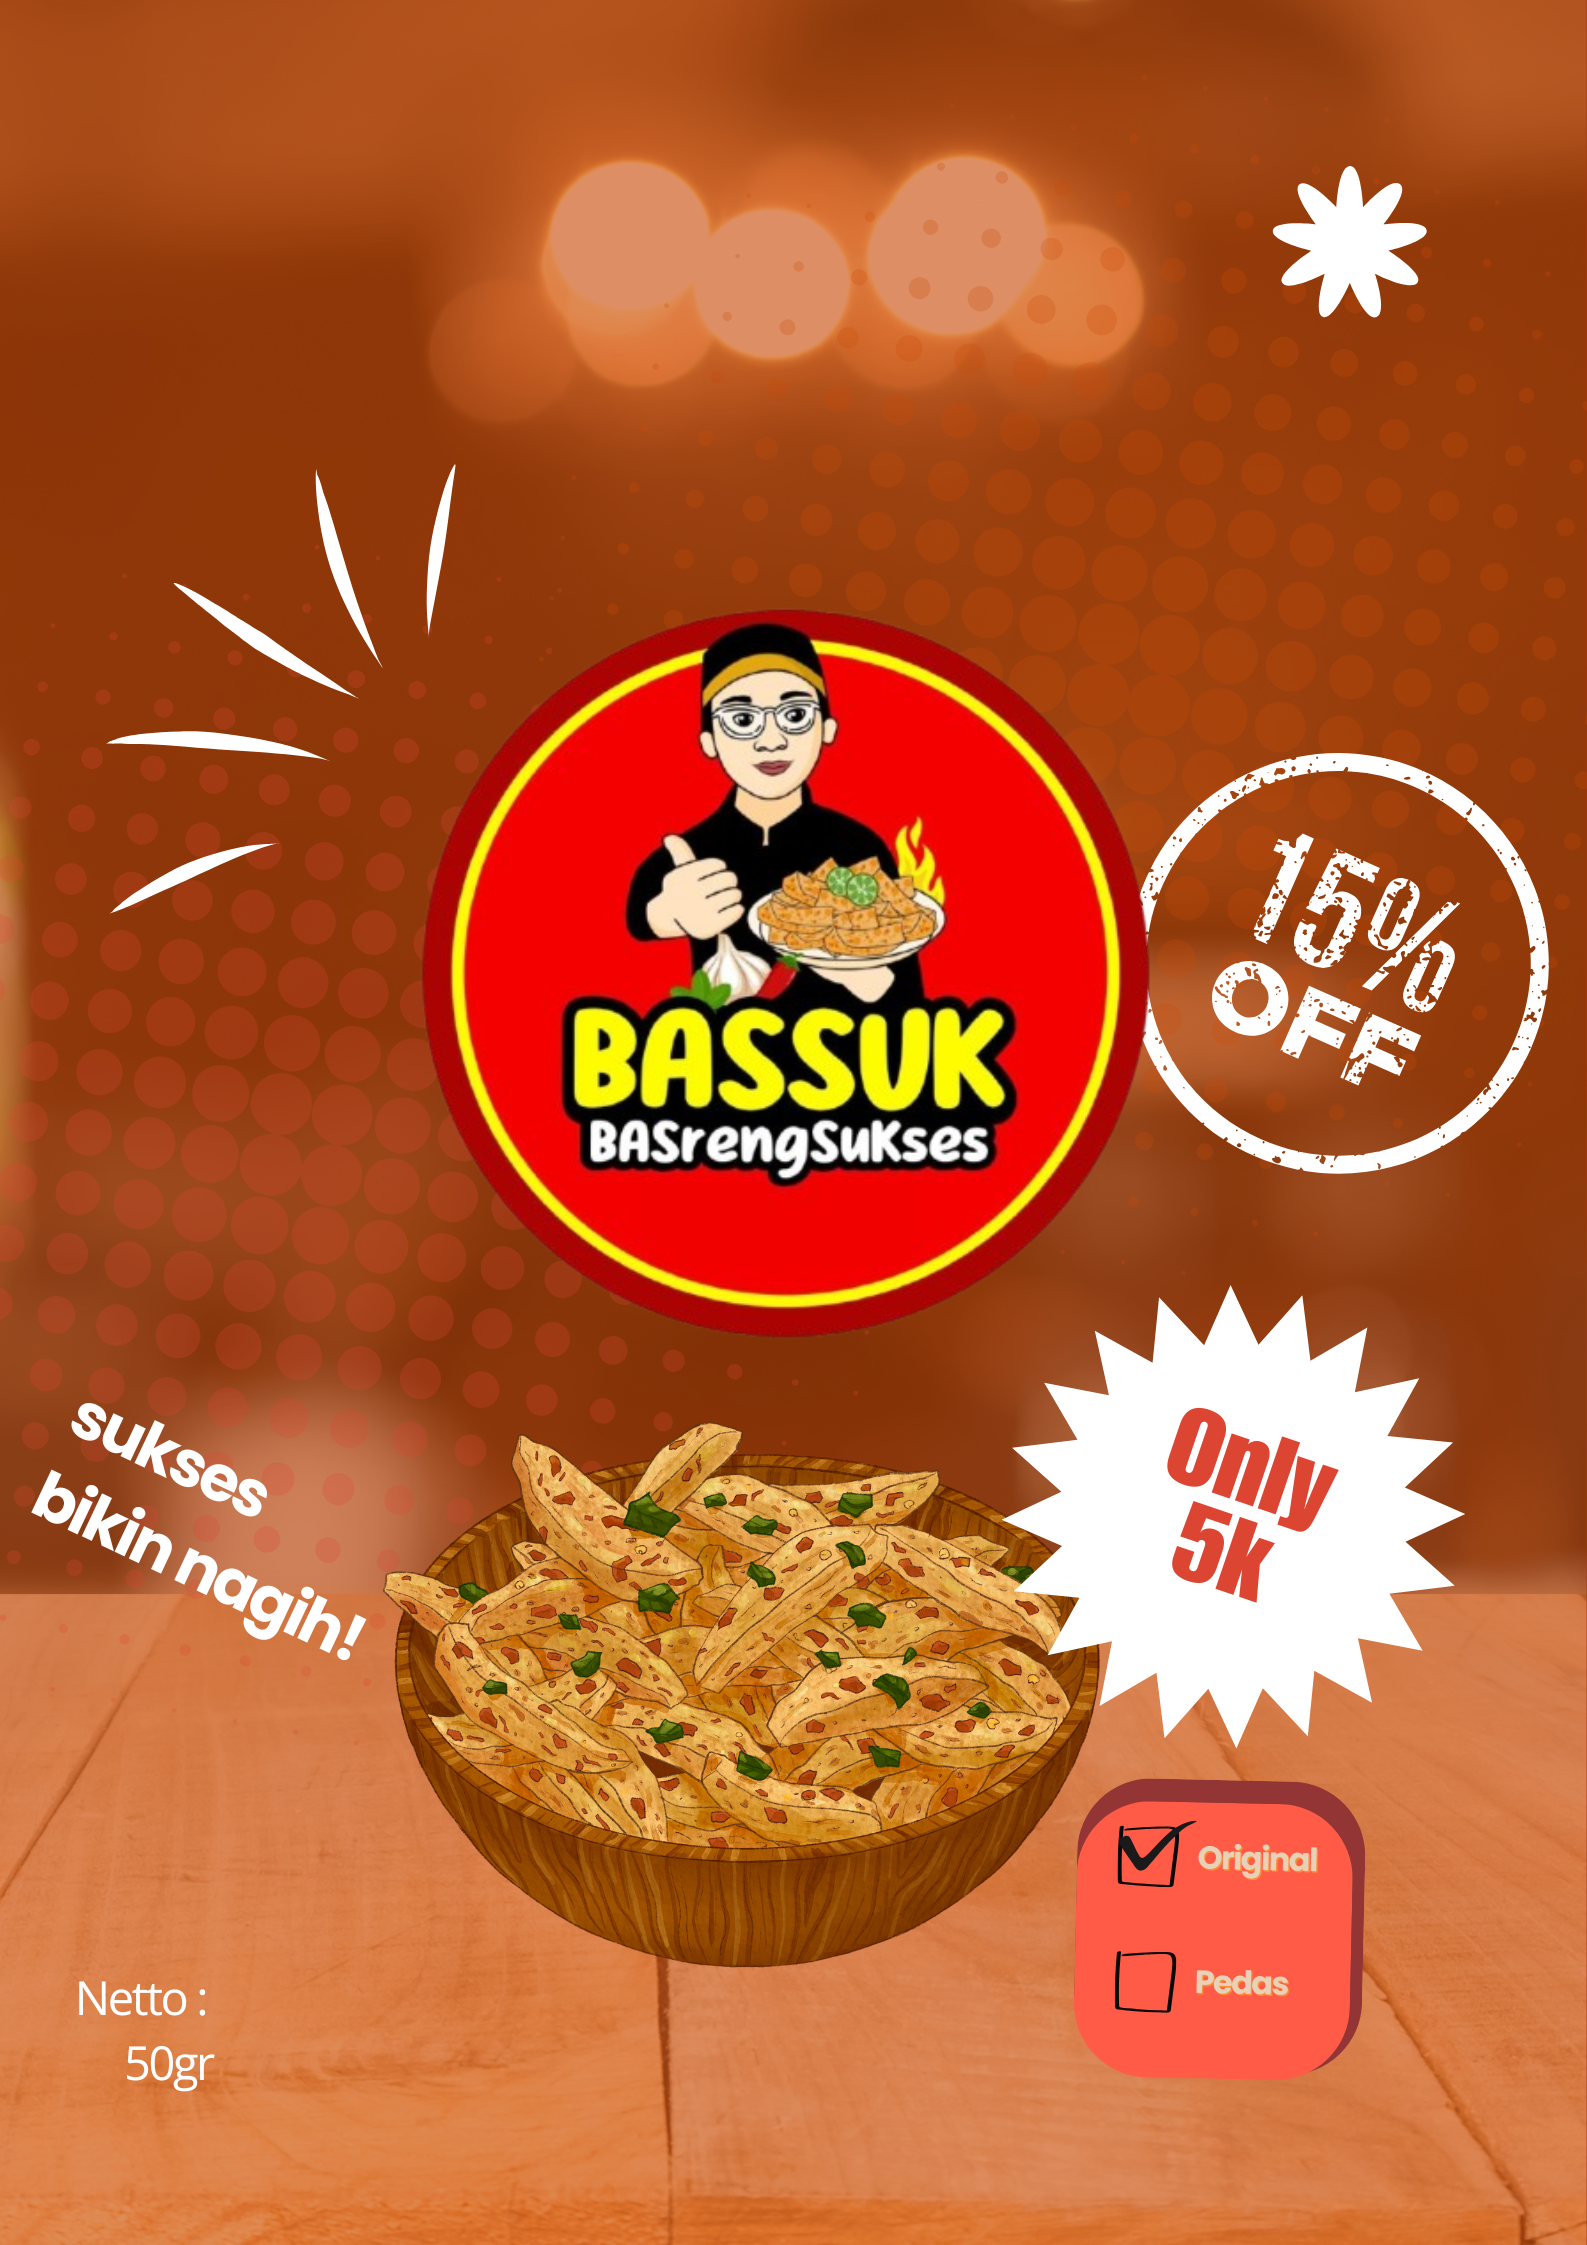 15%
OFF
BASSUK
BASrengSuKses
sukses
bikin nagih!
Only
5k
Original
Pedas
Netto :
50gr